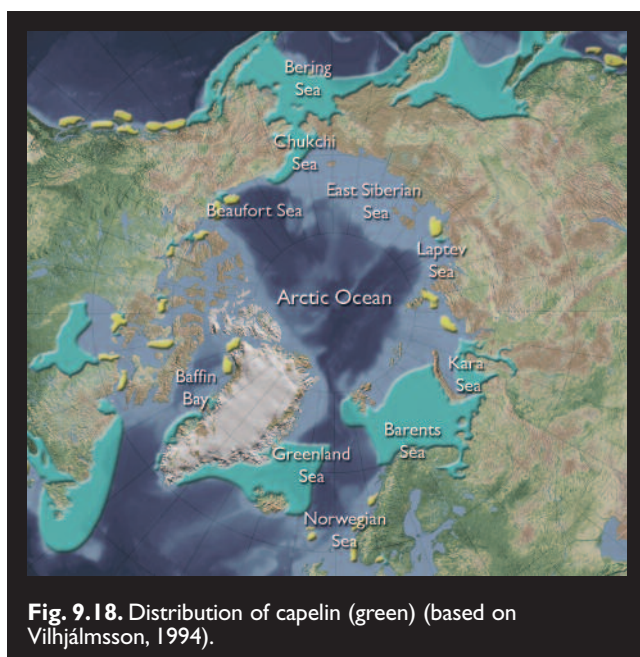 Bering
Sea
Chukchi
Sea
East Siberian
Sea
Beaufort Sea
Laptev
Sea
Arctic Ocean
Kara
Sea
Baffin
Bay
Barents
Sea
Greenland
Sea
Norwegian
Sea
Fig. 9.18. Distribution of capelin (green) (based on
Vilhjálmsson, 1994).